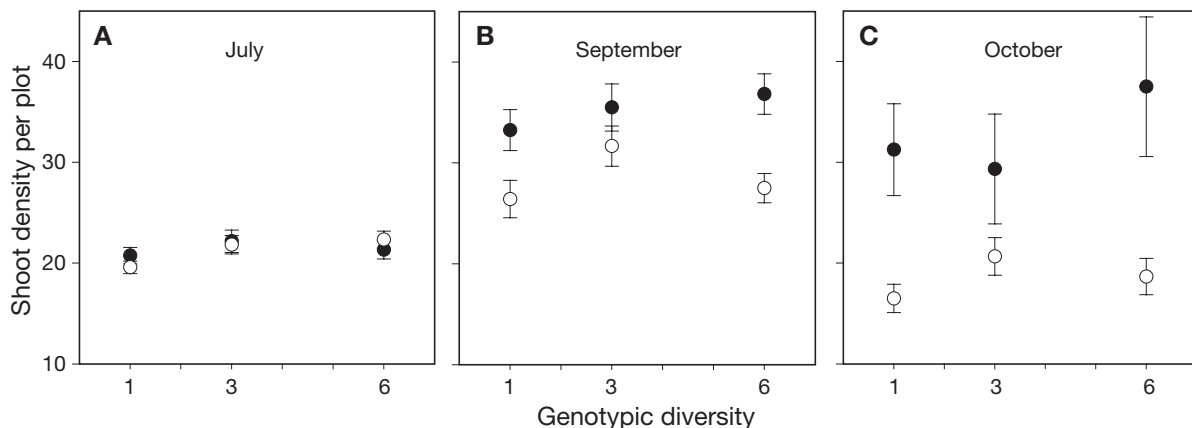 A
July
B
September
C
October
Shoot density per plot
40
30
20
10
1 3 6
1 3 6
1 3 6
Genotypic diversity